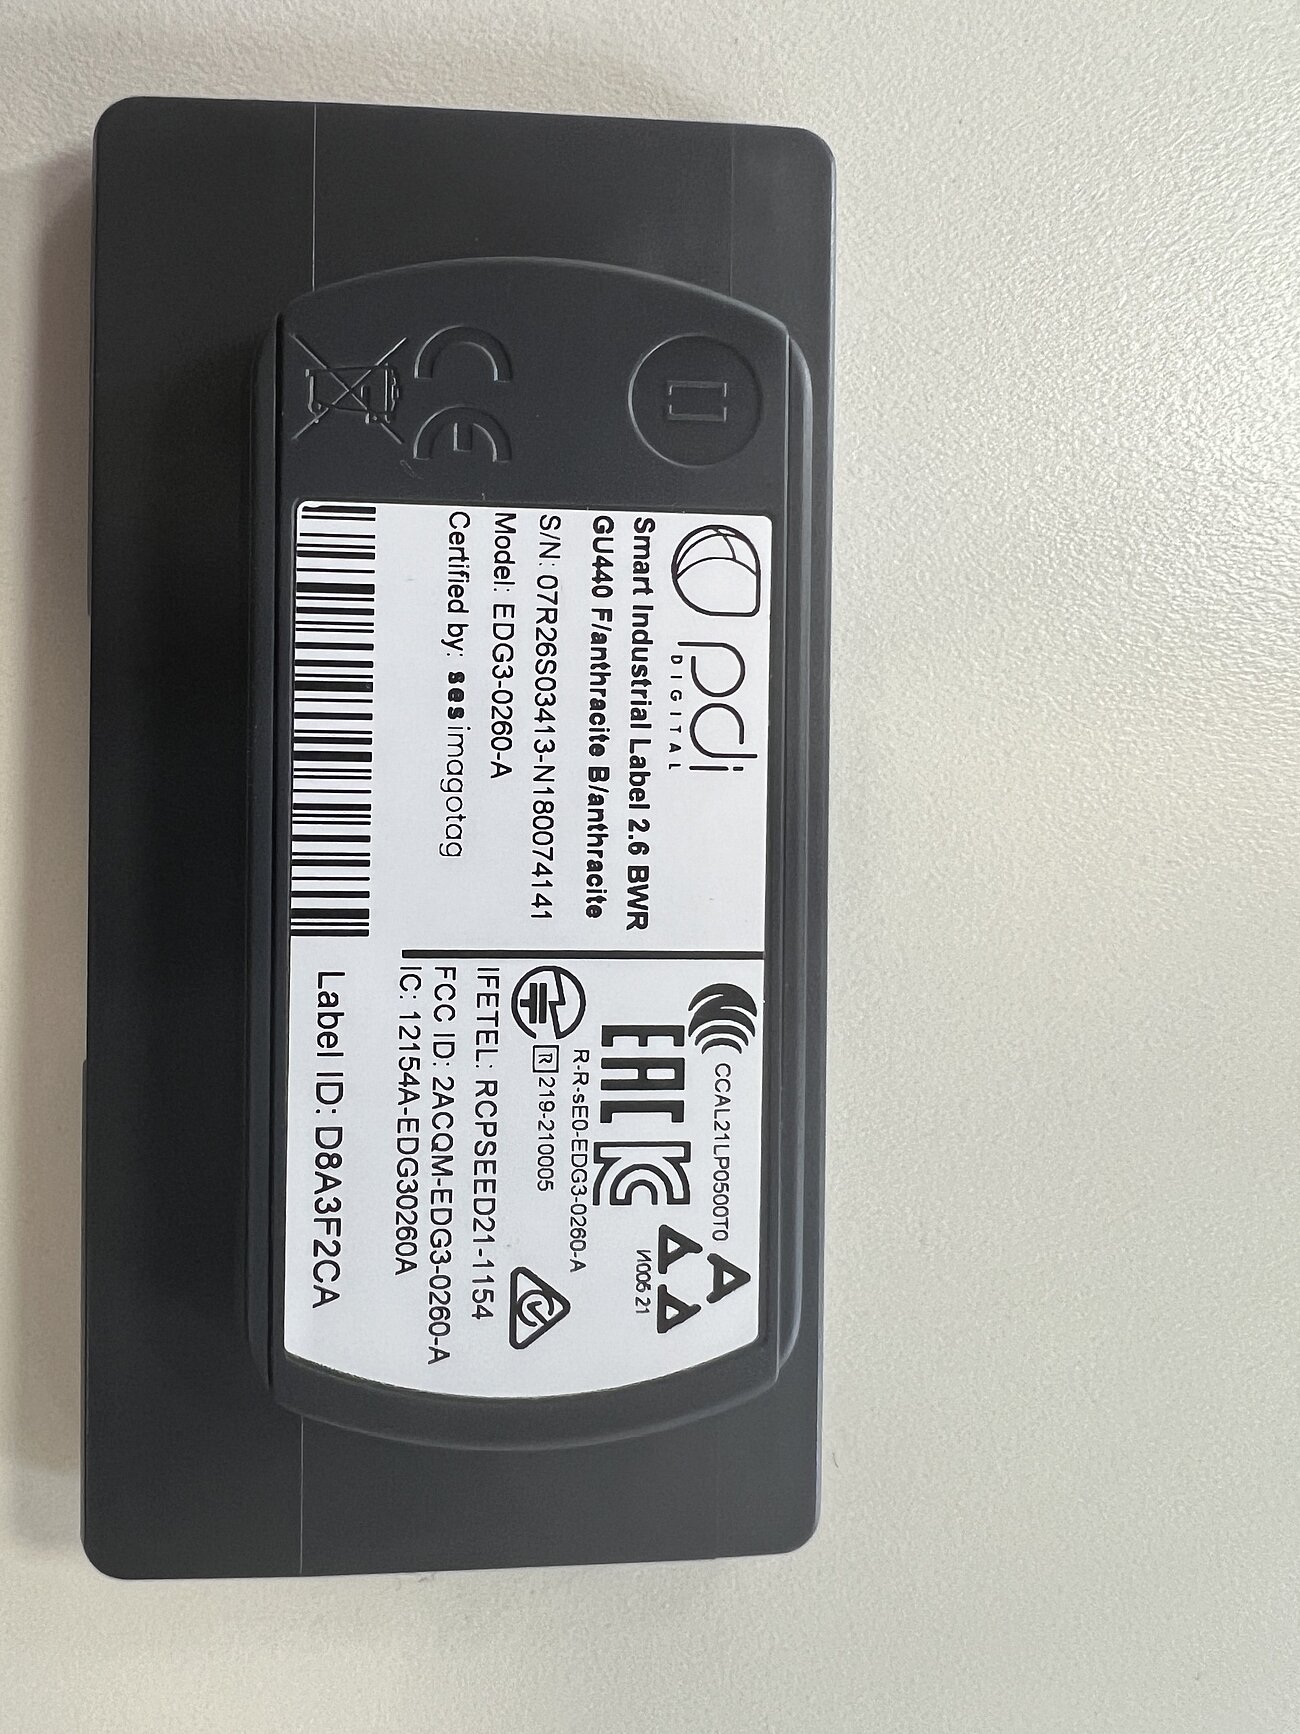 pdi
DIGITAL
Smart Industrial Label 2.6 BWR
GU440 F/anthracite B/anthracite
S/N: 07R26S03413-N180074141
Model: EDG3-0260-A
Certified by: ses imagotag
CCAL21LP0500T0
EAC
И005 21
R-R-sE0-EDG3-0260-A
R 219-210005
IFETEL: RCPSEED21-1154
FCC ID: 2ACQM-EDG3-0260-A
IC: 12154A-EDG30260A
Label ID: D8A3F2CA
CE